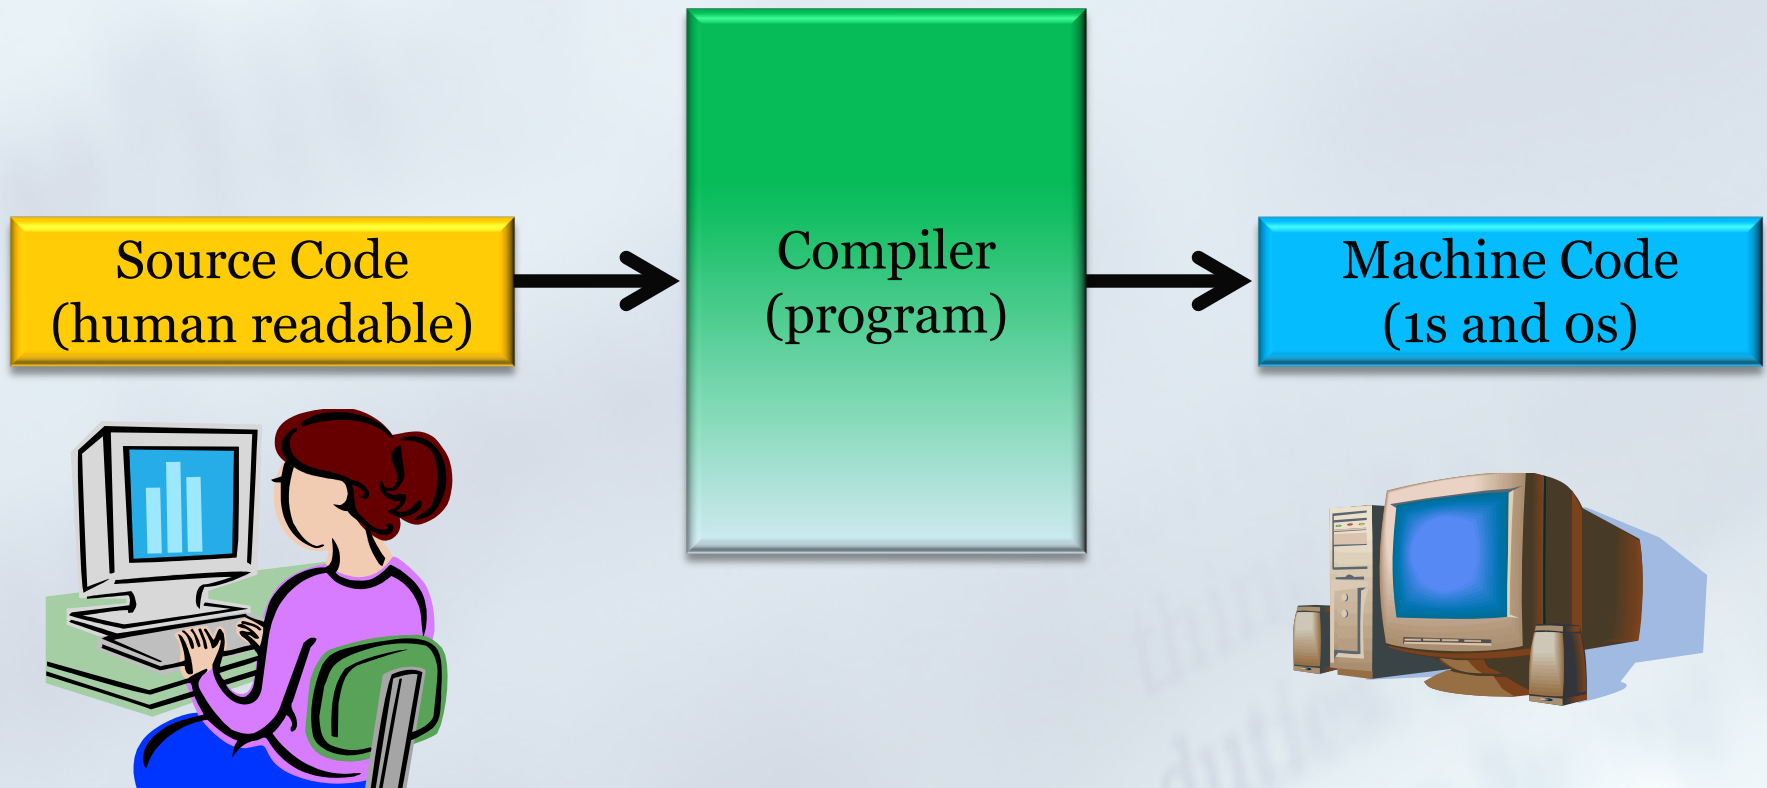 Source Code
(human readable)
Compiler
(program)
Machine Code
(1s and 0s)